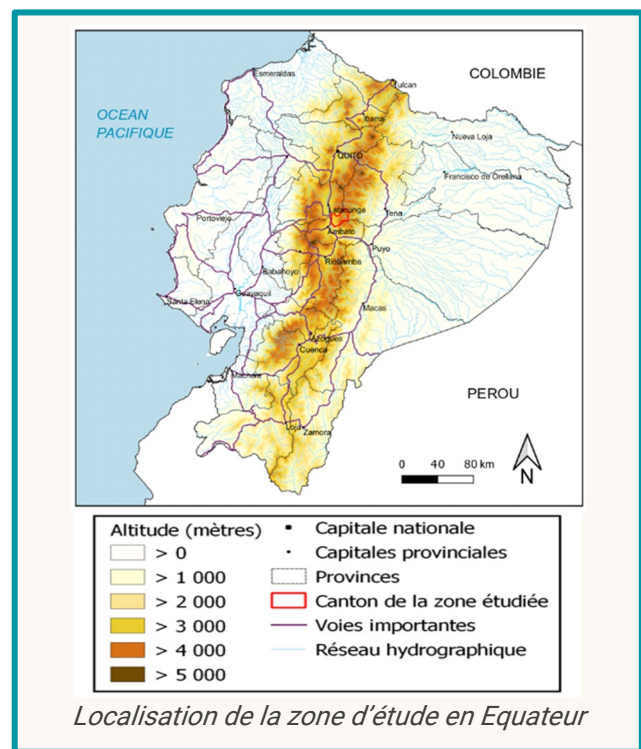 COLOMBIE
Esmeraldas
Tulcan
OCEAN
PACIFIQUE
Ibarra
Nueva Loja
QUITO
Francisco de Orellana
Latacunga
Tena
Portoviejo
Ambato
Puyo
Riobamba
Babahoyo
Guayaquil
Santa Elena
Macas
Azogues
Cuenca
Machala
PEROU
Loja
Zamora
0 40 80 km
N
Altitude (mètres)
> 0
> 1 000
> 2 000
> 3 000
> 4 000
> 5 000
Capitale nationale
Capitales provinciales
Provinces
Canton de la zone étudiée
Voies importantes
Réseau hydrographique
Localisation de la zone d'étude en Equateur